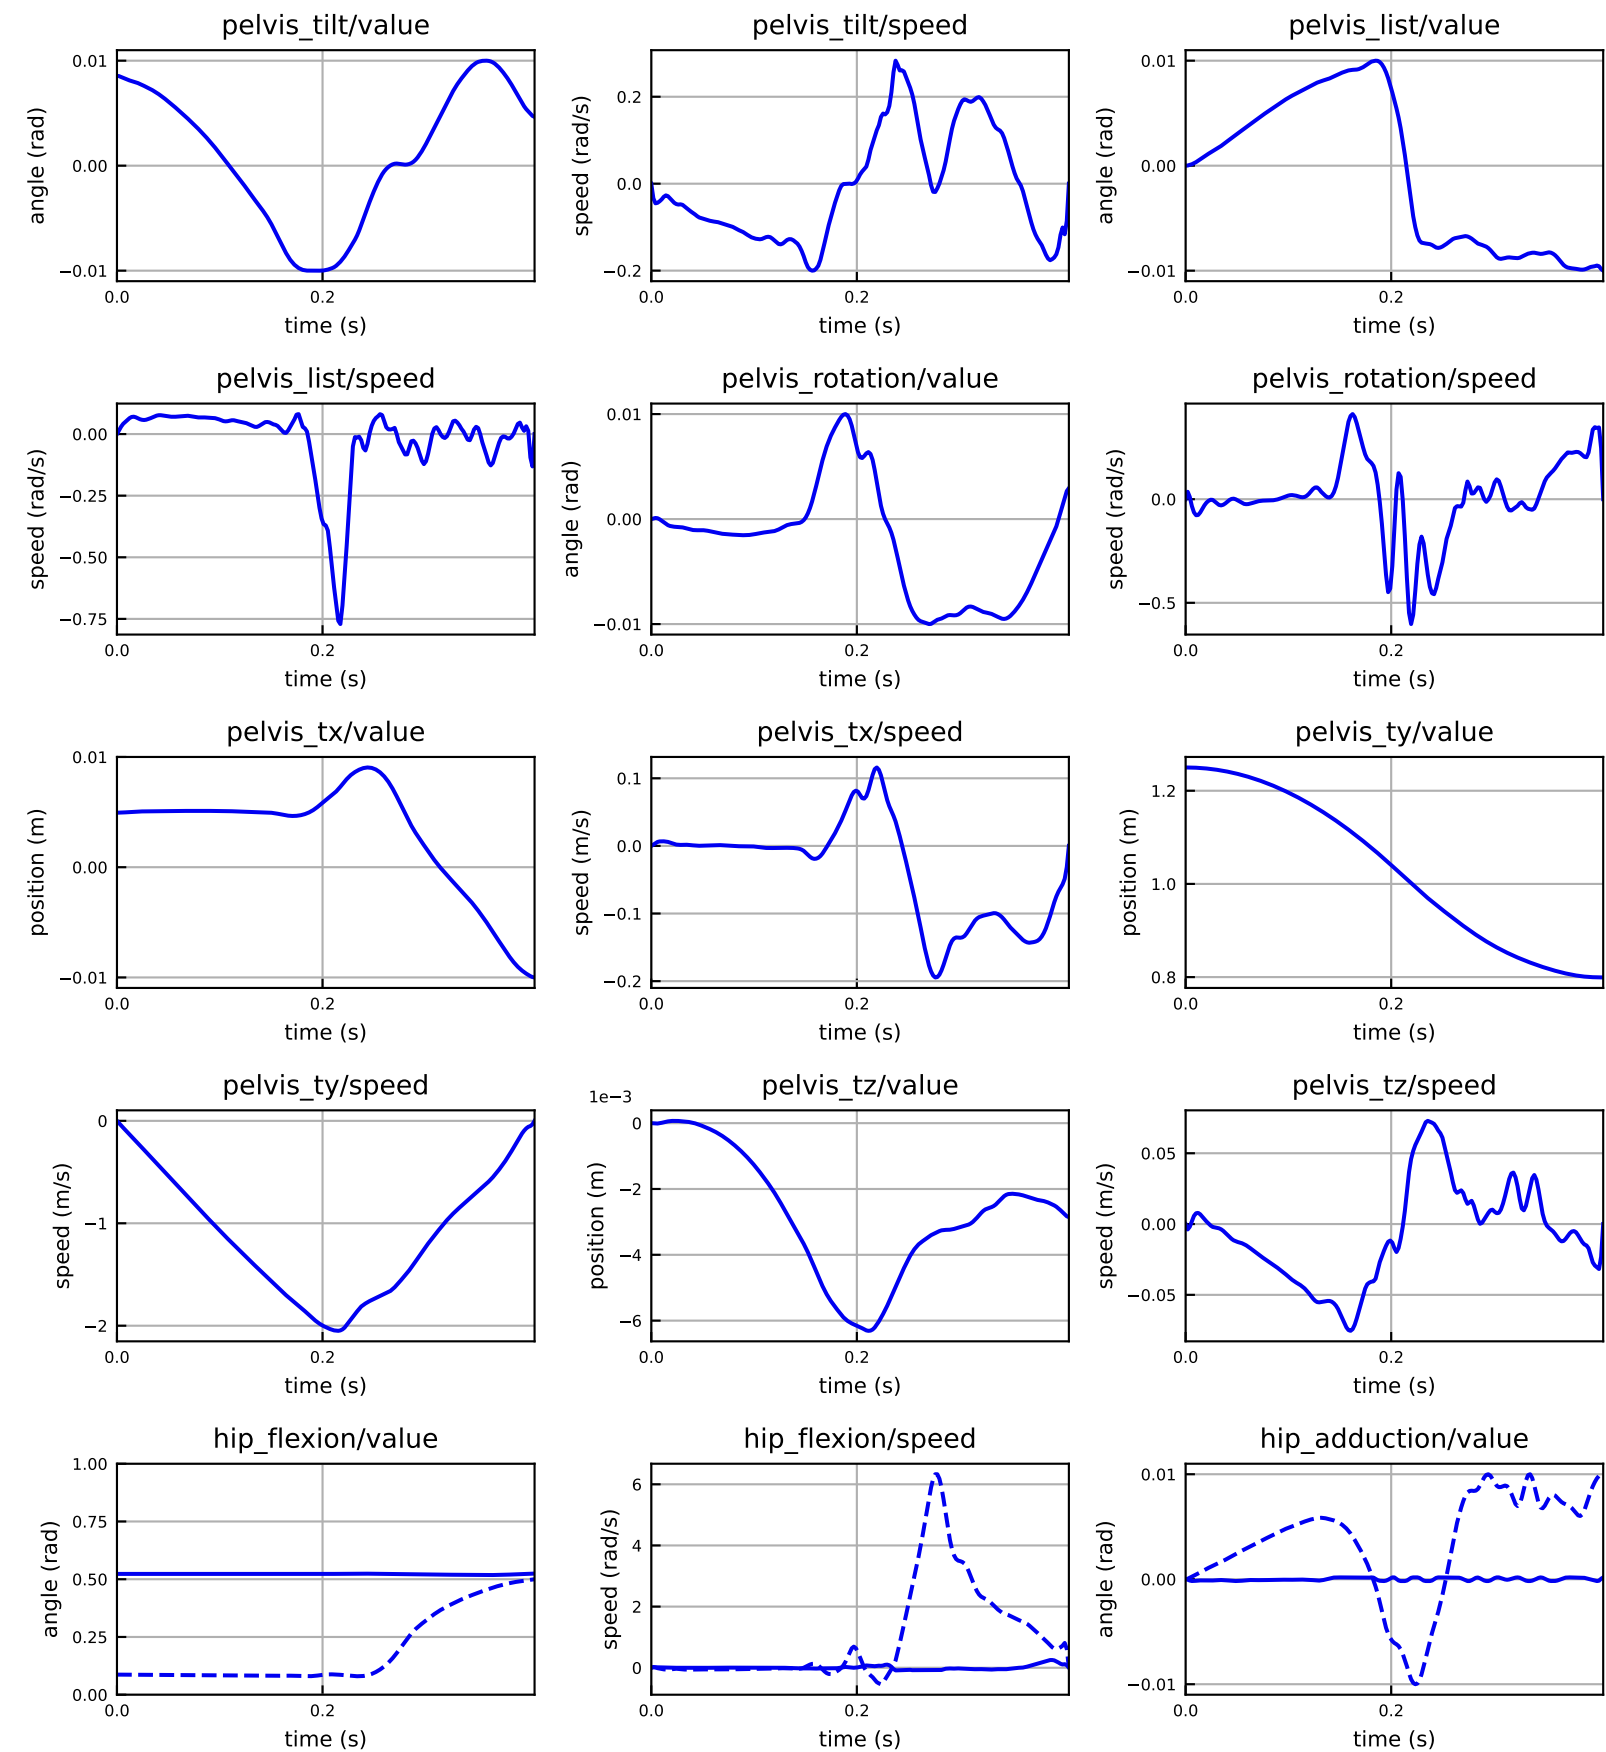 pelvis_tilt/value
0.01
0.00
−0.01
angle (rad)
0.0
0.2
time (s)
pelvis_tilt/speed
0.2
0.0
−0.2
speed (rad/s)
0.0
0.2
time (s)
pelvis_list/value
0.01
0.00
−0.01
angle (rad)
0.0
0.2
time (s)
pelvis_list/speed
0.00
−0.25
−0.50
−0.75
speed (rad/s)
0.0
0.2
time (s)
pelvis_rotation/value
0.01
0.00
−0.01
angle (rad)
0.0
0.2
time (s)
pelvis_rotation/speed
0.0
−0.5
speed (rad/s)
0.0
0.2
time (s)
pelvis_tx/value
0.01
0.00
−0.01
position (m)
0.0
0.2
time (s)
pelvis_tx/speed
0.1
0.0
−0.1
−0.2
speed (m/s)
0.0
0.2
time (s)
pelvis_ty/value
1.2
1.0
0.8
position (m)
0.0
0.2
time (s)
pelvis_ty/speed
0
−1
−2
speed (m/s)
0.0
0.2
time (s)
pelvis_tz/value
1e−3
0
−2
−4
−6
position (m)
0.0
0.2
time (s)
pelvis_tz/speed
0.05
0.00
−0.05
speed (m/s)
0.0
0.2
time (s)
hip_flexion/value
1.00
0.75
0.50
0.25
0.00
angle (rad)
0.0
0.2
time (s)
hip_flexion/speed
6
4
2
0
speed (rad/s)
0.0
0.2
time (s)
hip_adduction/value
0.01
0.00
−0.01
angle (rad)
0.0
0.2
time (s)